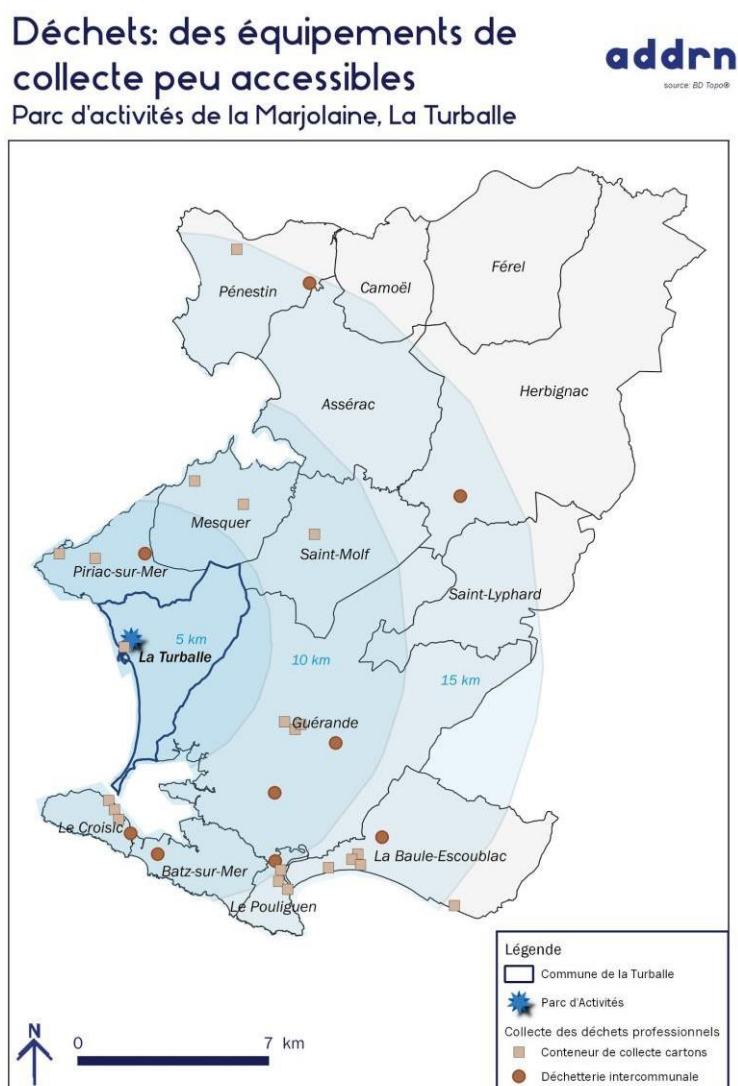 Déchets: des équipements de
collecte peu accessibles
Parc d'activités de la Marjolaine, La Turballe
addrn
source: BD Topo®
Férel
Camoël
Pénestin
Herbignac
Assérac
Mesquer
Saint-Molf
Piriac-sur-Mer
Saint-Lyphard
5 km
La Turballe
10 km
15 km
Guérande
Le Croisic
La Baule-Escoublac
Batz-sur-Mer
Le Pouliguen
Légende
Commune de la Turballe
Parc d'Activités
Collecte des déchets professionnels
Conteneur de collecte cartons
Déchetterie intercommunale
N
0 7 km